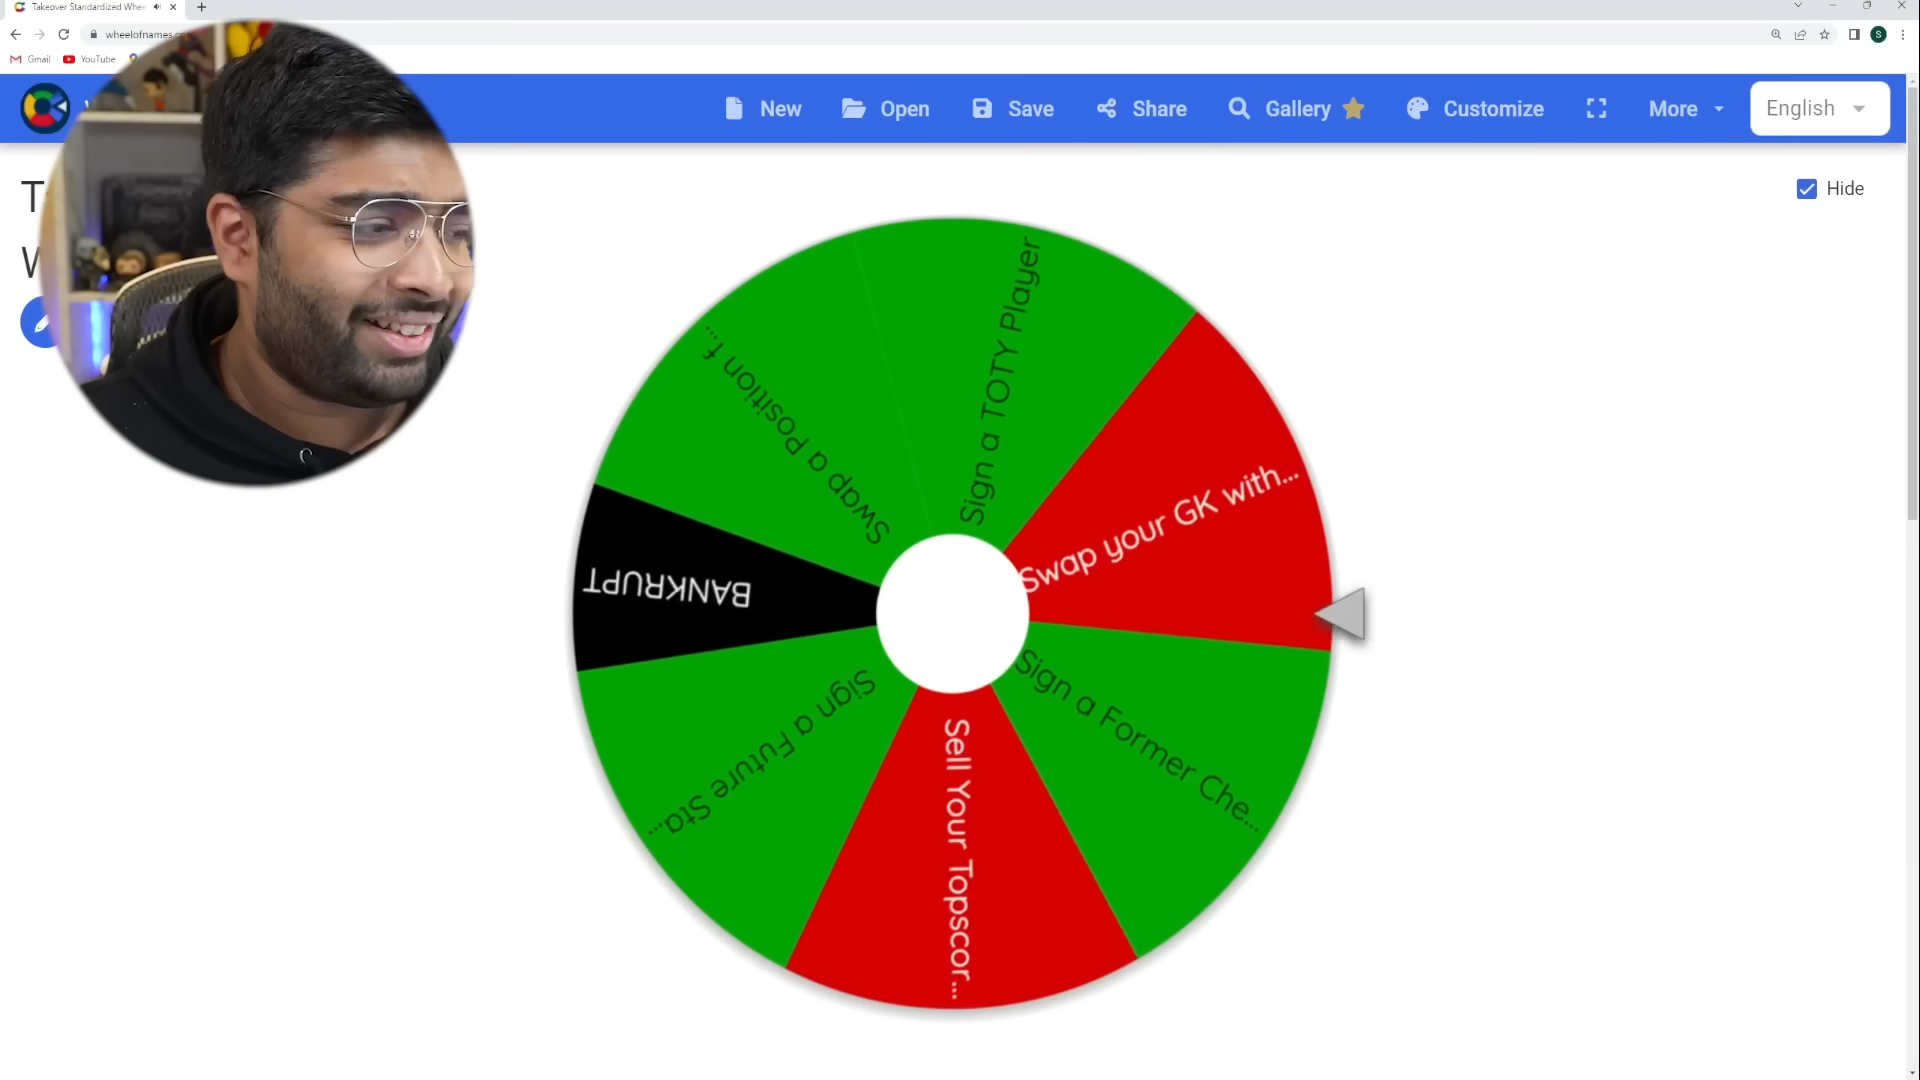 Takeover Standardized Whee
wheelofnames.c
Gmail
YouTube
S
New
Open
Save
Share
Gallery
Customize
More
English
Hide
Sign a TOTY Player
Swap a Position f...
Swap your GK with...
BANKRUPT
Sign a Former Che...
Sign a Future Sta...
Sell Your Topscor...